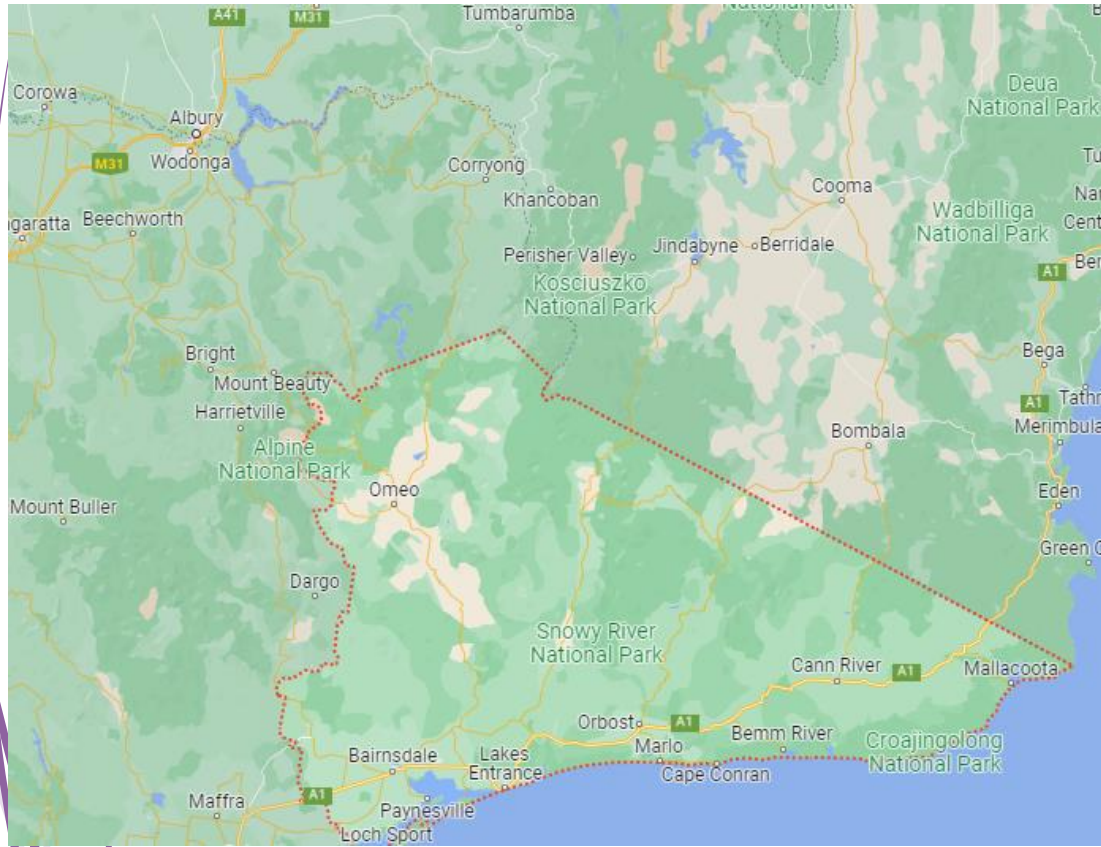 National Park
Tumbarumba
A41
M31
Deua
National Park
Corowa
Albury
Wodonga
M31
Corryong
Khancoban
Cooma
Beechworth
Wadbilliga
National Park
Perisher Valley
Jindabyne
Berridale
A1
Kosciuszko
National Park
Bright
Mount Beauty
Harrietville
Bega
A1
Merimbula
Alpine
National Park
Bombala
Omeo
Eden
Mount Buller
Green C
Dargo
Snowy River
National Park
Cann River
A1
Mallacoota
Orbost
A1
Bemm River
Marlo
Croajingolong
National Park
Bairnsdale
Lakes
Entrance
Cape Conran
A1
Maffra
Paynesville
Loch Sport